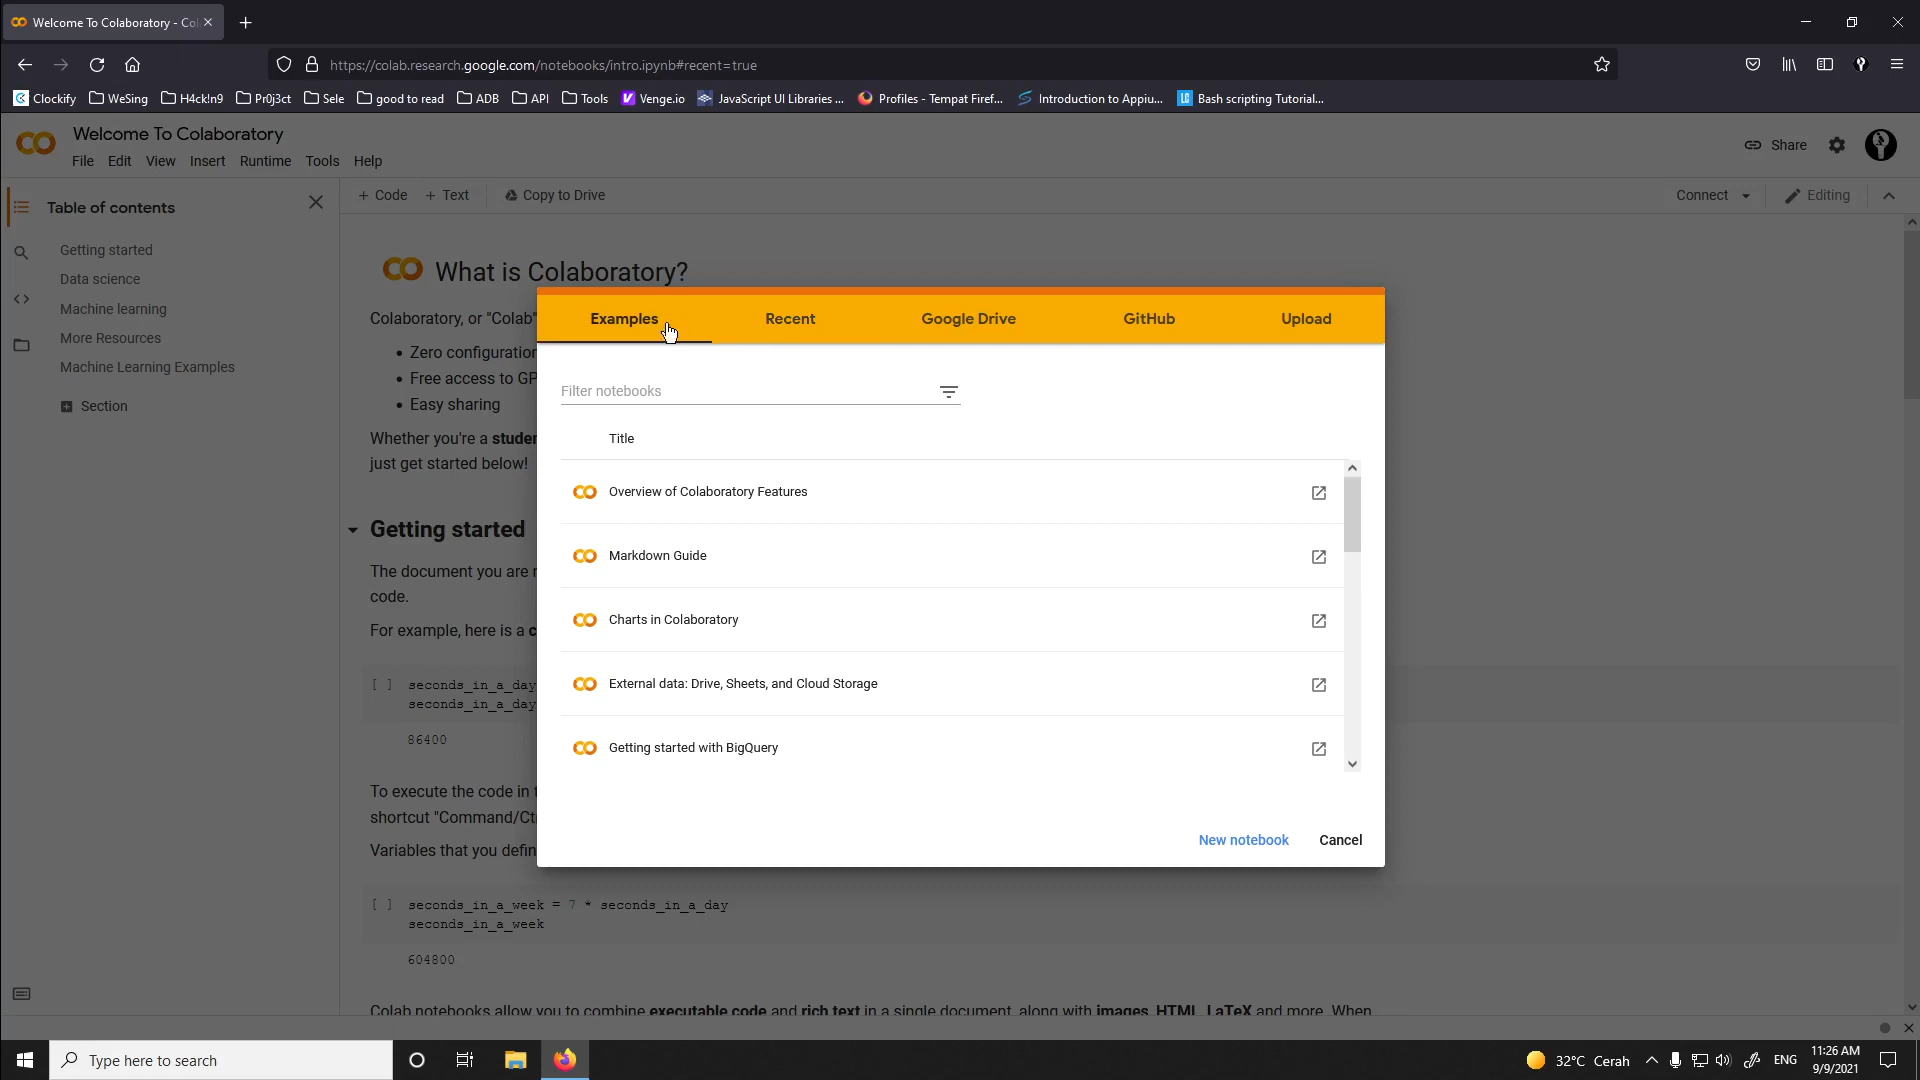 Welcome To Colaboratory - Co
https://colab.research.google.com/notebooks/intro.ipynb#recent=true
Clockify WeSing H4ck!n9 Pr0j3ct Sele good to read ADB API Tools Venge.io JavaScript UI Libraries ... Profiles - Tempat Firef... Introduction to Appiu... Bash scripting Tutorial...
Welcome To Colaboratory
File Edit View Insert Runtime Tools Help
Share
Table of contents
+ Code + Text Copy to Drive
Connect Editing
Getting started
Data science
Machine learning
More Resources
Machine Learning Examples
Section
What is Colaboratory?
Colaboratory, or "Colab"
• Zero configuration
• Free access to GP
• Easy sharing
Whether you're a studen
just get started below!
Getting started
The document you are
code.
For example, here is a c
[ ] seconds_in_a_day
seconds_in_a_day
86400
To execute the code in t
shortcut "Command/Ct
Variables that you defin
[ ] seconds_in_a_week = 7 * seconds_in_a_day
seconds_in_a_week
604800
Colab notebooks allow you to combine executable code and rich text in a single document, along with images, HTML, LaTeX and more. When
Examples Recent Google Drive GitHub Upload
Filter notebooks
Title
Overview of Colaboratory Features
Markdown Guide
Charts in Colaboratory
External data: Drive, Sheets, and Cloud Storage
Getting started with BigQuery
New notebook Cancel
Type here to search
32°C Cerah
ENG
11:26 AM
9/9/2021